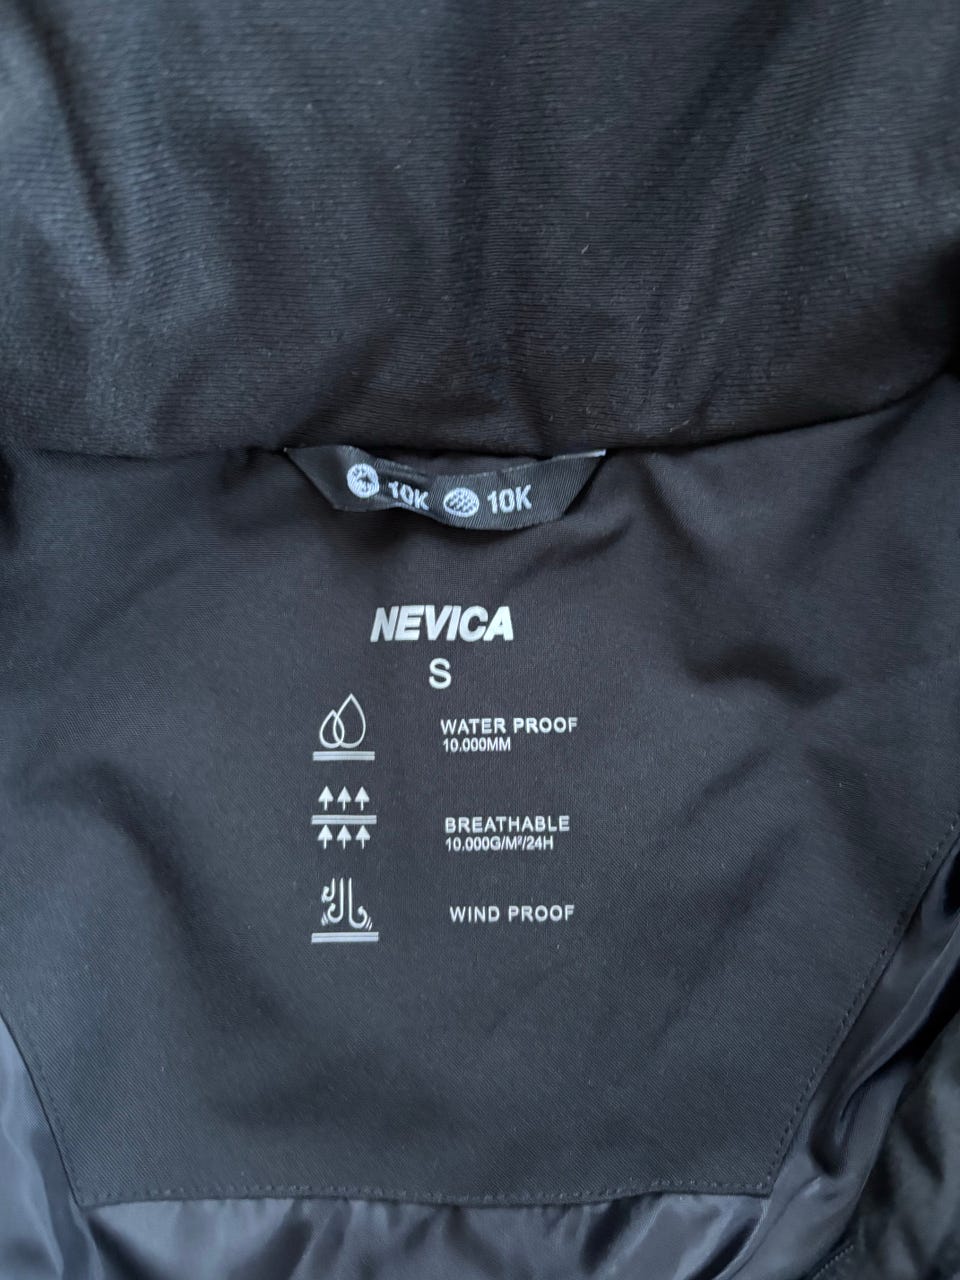 10K 10K
NEVICA
S
WATER PROOF
10.000MM
BREATHABLE
10.000G/M²/24H
WIND PROOF